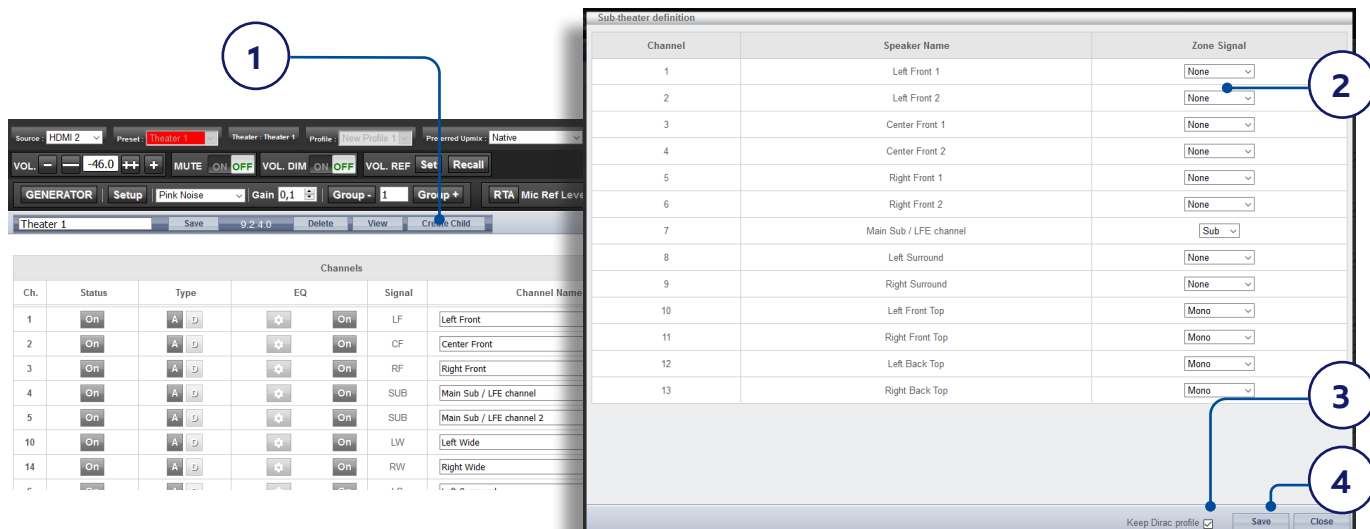 1
Source : HDMI 2 Preset : Theater 1 Theater : Theater 1 Profile : New Profile 1 Preferred Upmix : Native
VOL. -46.0 ++ + MUTE ON OFF VOL. DIM ON OFF VOL. REF Set Recall
GENERATOR Setup Pink Noise Gain 0,1 Group - 1 Group + RTA Mic Ref Leve
Theater 1 Save 9.2.4.0 Delete View Create Child
Channels
Ch. Status Type EQ Signal Channel Name
1 On A D On LF Left Front
2 On A D On CF Center Front
3 On A D On RF Right Front
4 On A D On SUB Main Sub / LFE channel
5 On A D On SUB Main Sub / LFE channel 2
10 On A D On LW Left Wide
14 On A D On RW Right Wide
Sub-theater definition
Channel Speaker Name Zone Signal
1 Left Front 1 None
2 Left Front 2 None
3 Center Front 1 None
4 Center Front 2 None
5 Right Front 1 None
6 Right Front 2 None
7 Main Sub / LFE channel Sub
8 Left Surround None
9 Right Surround None
10 Left Front Top Mono
11 Right Front Top Mono
12 Left Back Top Mono
13 Right Back Top Mono
2
3
4
Keep Dirac profile Save Close